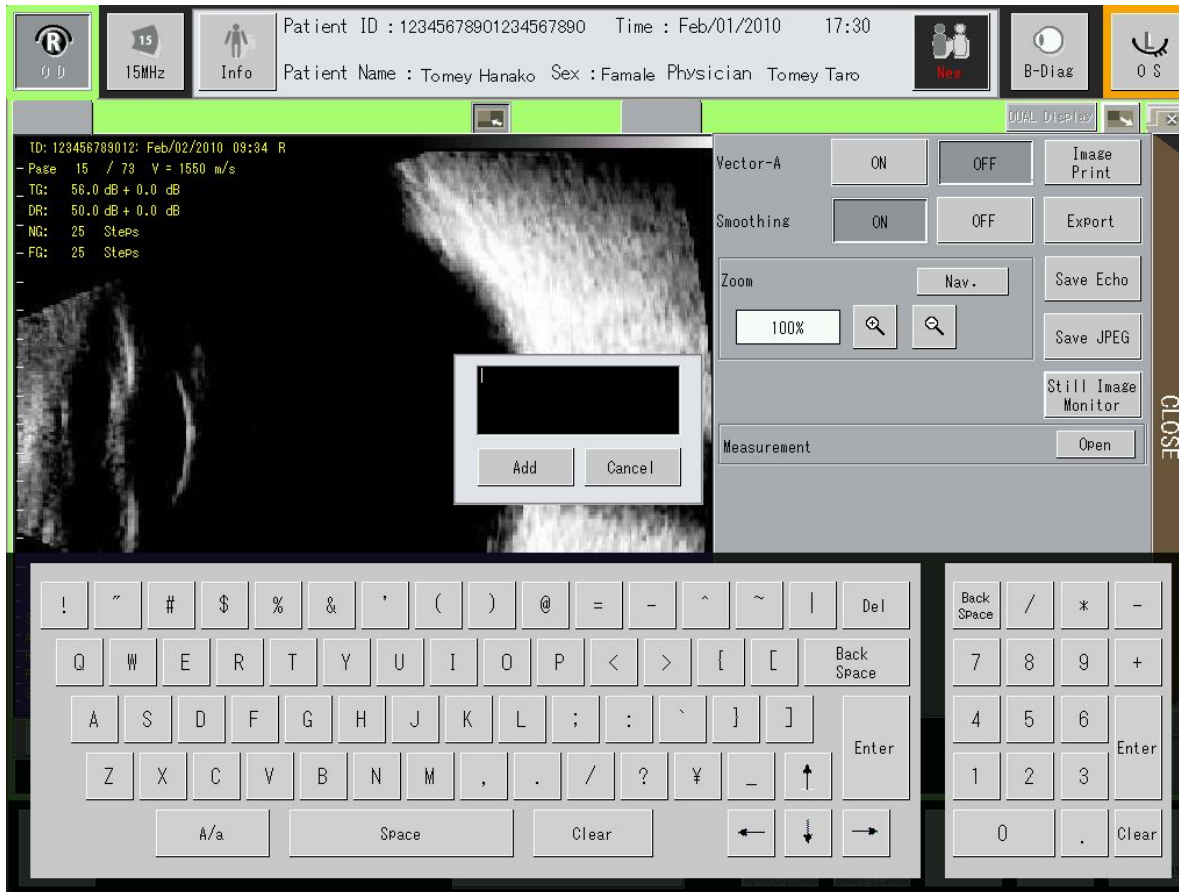 Patient ID : 12345678901234567890 Time : Feb/01/2010 17:30
Patient Name : Tomey Hanako Sex : Famale Physician Tomey Taro
R
O D
15
15MHz
Info
New
B-Diag
L
O S
DUAL Display
ID: 123456789012: Feb/02/2010 09:34 R
Page 15 / 73 V = 1550 m/s
TG: 56.0 dB + 0.0 dB
DR: 50.0 dB + 0.0 dB
NG: 25 Steps
FG: 25 Steps
Vector-A ON OFF
Image
Print
Smoothing ON OFF
Export
Zoom Nav.
Save Echo
100%
Save JPEG
Still Image
Monitor
Measurement Open
CLOSE
Add Cancel
! " # $ % & ' ( ) @ = - ^ ~ | Del
Q W E R T Y U I O P < > { [ Back
Space
A S D F G H J K L ; : ` } ] Enter
Z X C V B N M , . / ? ¥ _ ↑
A/a Space Clear ← ↓ →
Back
Space / * -
7 8 9 +
4 5 6 Enter
1 2 3
0 . Clear